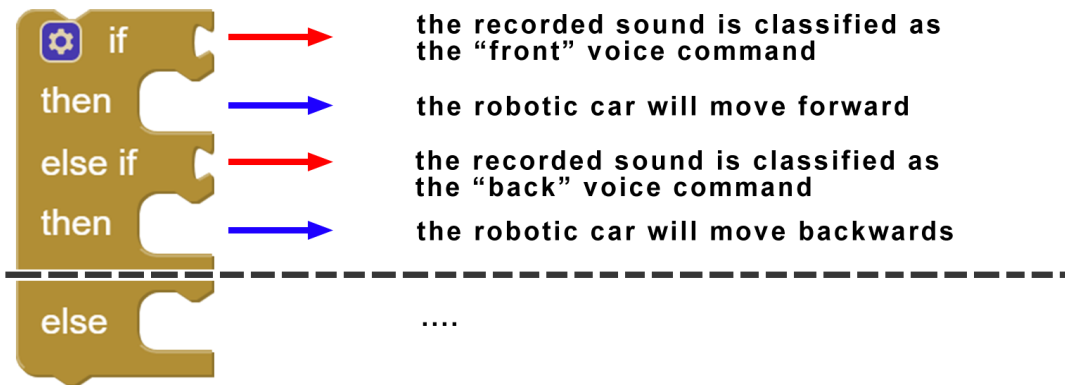 if
the recorded sound is classified as
the “front” voice command
then
the robotic car will move forward
else if
the recorded sound is classified as
the “back” voice command
then
the robotic car will move backwards
else
....